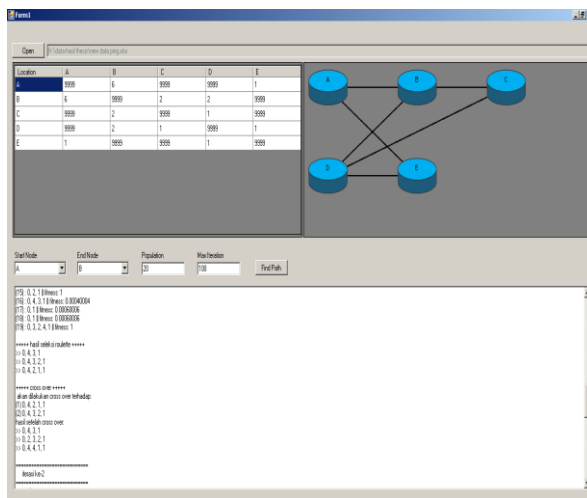 Form1
Open
Location A B C D E
A 9999 6 9999 9999 1
B 6 9999 2 2 9999
C 9999 2 9999 1 9999
D 9999 2 1 9999 1
E 1 9999 9999 1 9999
A B C
D E
Start Node End Node Population Max Iteration
A B 20 100 Find Path
(15) : 0, 2, 1 || fitness: 1
(16) : 0, 4, 3, 1 || fitness: 0.00040004
(17) : 0, 1 || fitness: 0.00060006
(18) : 0, 1 || fitness: 0.00060006
(19) : 0, 3, 2, 4, 1 || fitness: 1
+++++ hasil seleksi roulette +++++
>> 0, 4, 3, 1
>> 0, 4, 3, 2, 1
>> 0, 4, 2, 1, 1
+++++ cross over +++++
akan dilakukan cross over terhadap:
(1) 0, 4, 2, 1, 1
(2) 0, 4, 3, 2, 1
hasil setelah cross over:
>> 0, 4, 3, 1
>> 0, 2, 3, 2, 1
>> 0, 4, 4, 1, 1
iterasi ke-2